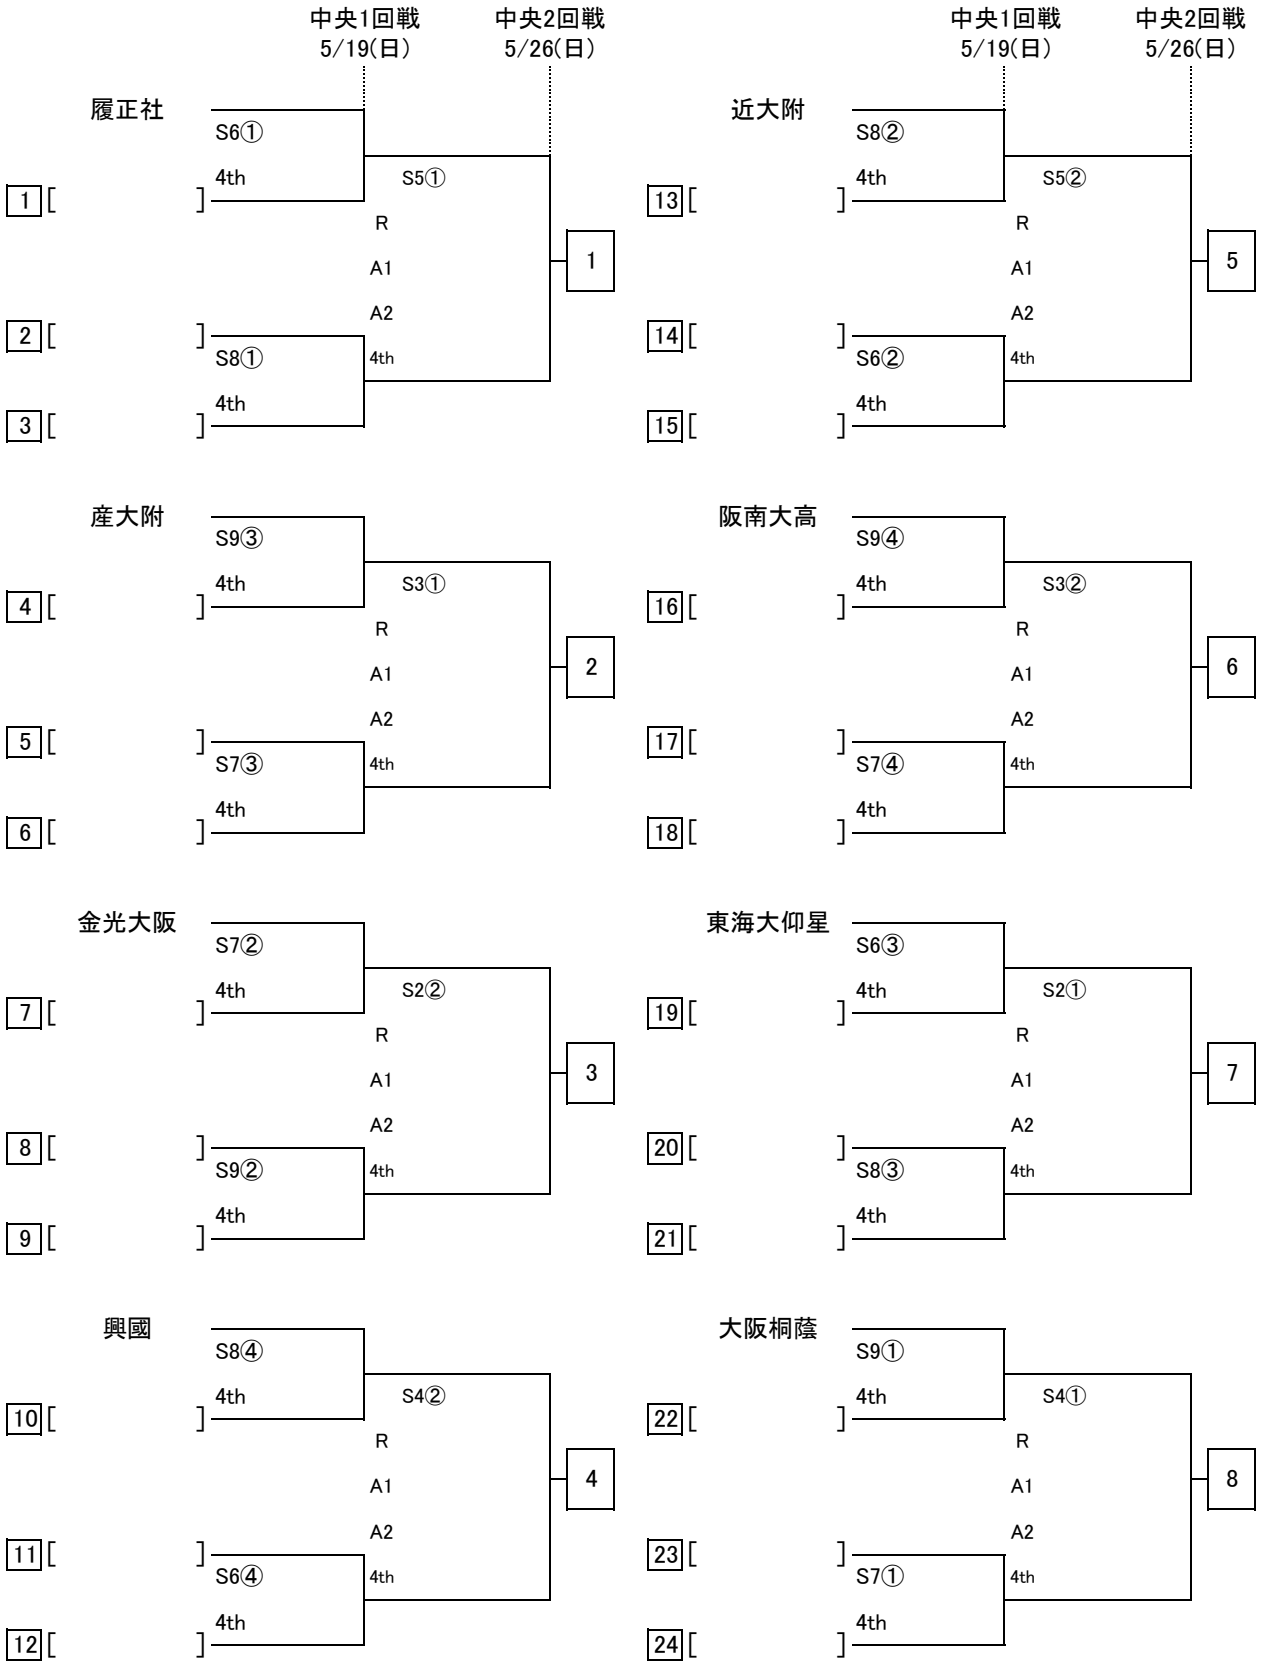 中央1回戦 中央2回戦
5/19(日) 5/26(日)
履正社
S6①
4th S5①
1 [ ]
R
A1 1
A2
2 [ ]
S8① 4th
4th
3 [ ]
産大附
S9③
4th S3①
4 [ ]
R
A1 2
A2
5 [ ]
S7③ 4th
4th
6 [ ]
金光大阪
S7②
4th S2②
7 [ ]
R
A1 3
A2
8 [ ]
S9② 4th
4th
9 [ ]
興國
S8④
4th S4②
10 [ ]
R
A1 4
A2
11 [ ]
S6④ 4th
4th
12 [ ]
中央1回戦 中央2回戦
5/19(日) 5/26(日)
近大附
S8②
4th S5②
13 [ ]
R
A1 5
A2
14 [ ]
S6② 4th
4th
15 [ ]
阪南大高
S9④
4th S3②
16 [ ]
R
A1 6
A2
17 [ ]
S7④ 4th
4th
18 [ ]
東海大仰星
S6③
4th S2①
19 [ ]
R
A1 7
A2
20 [ ]
S8③ 4th
4th
21 [ ]
大阪桐蔭
S9①
4th S4①
22 [ ]
R
A1 8
A2
23 [ ]
S7① 4th
4th
24 [ ]